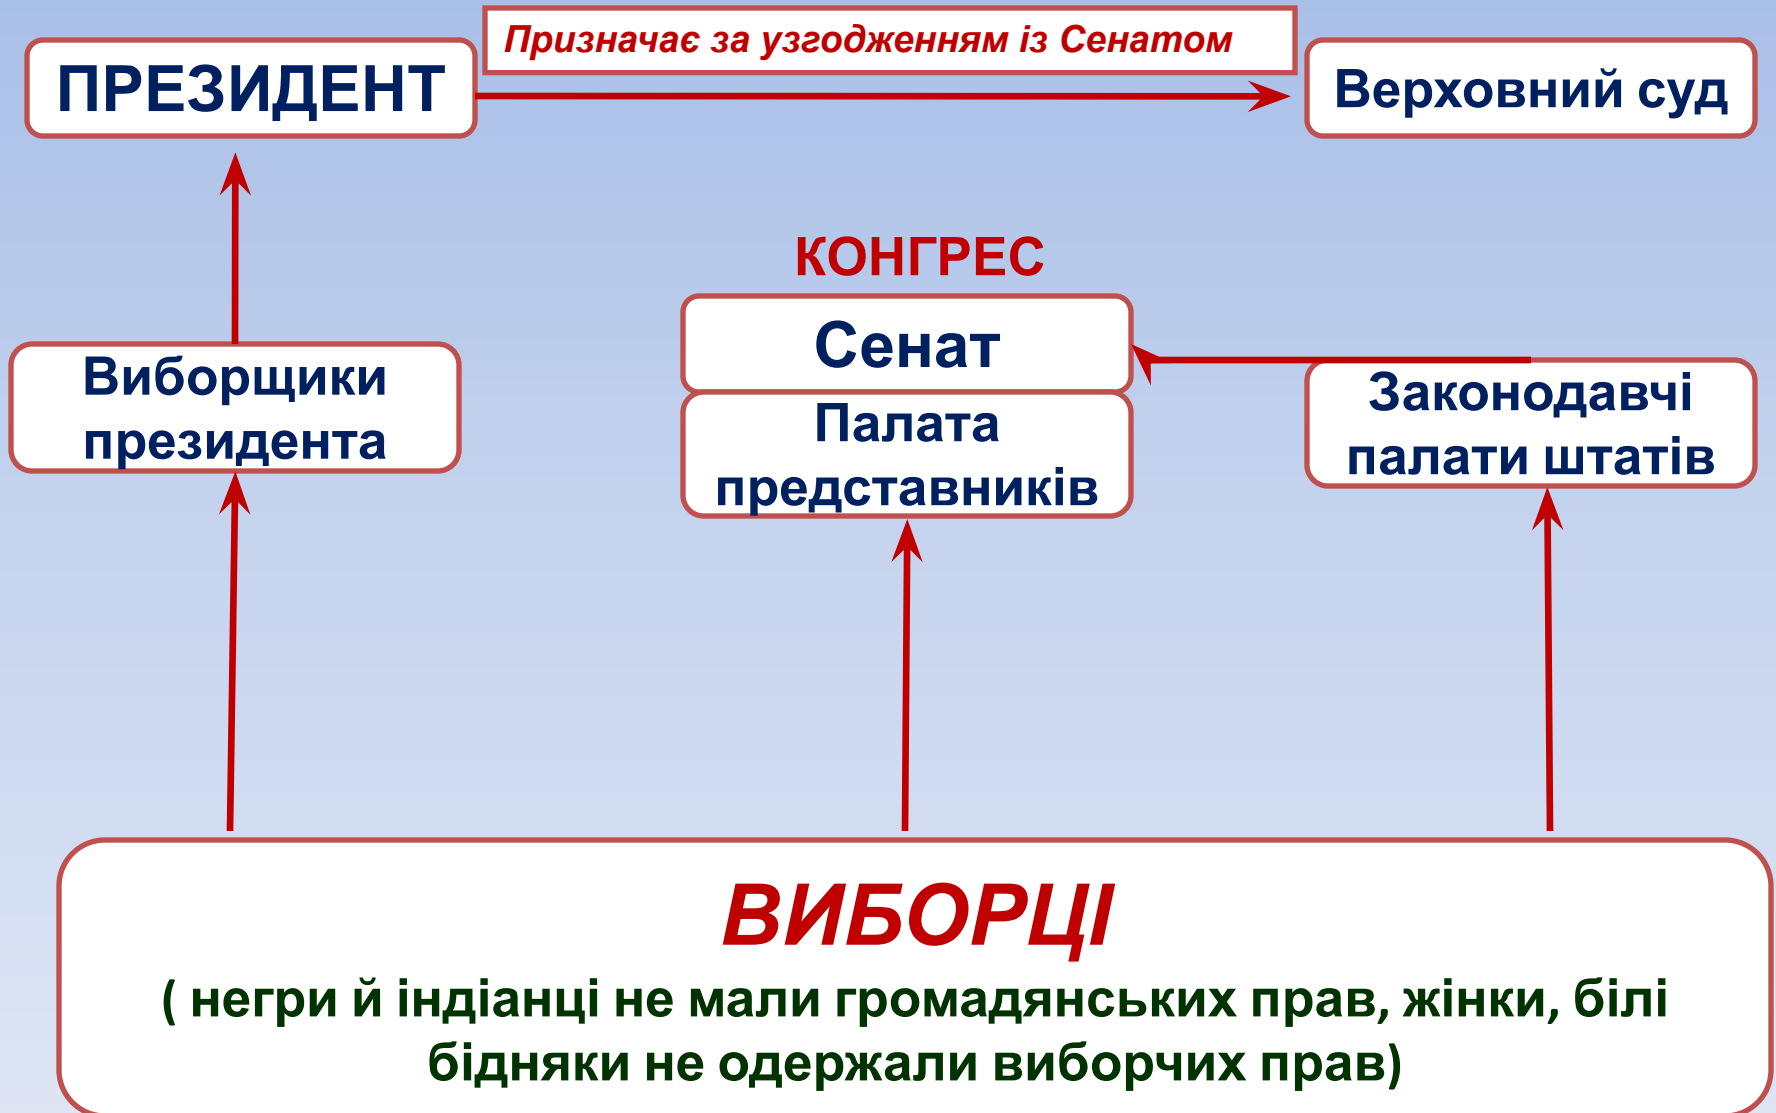 Призначає за узгодженням із Сенатом
ПРЕЗИДЕНТ
Верховний суд
КОНГРЕС
Сенат
Виборщики
президента
Палата
представників
Законодавчі
палати штатів
ВИБОРЦІ
( негри й індіанці не мали громадянських прав, жінки, білі
бідняки не одержали виборчих прав)